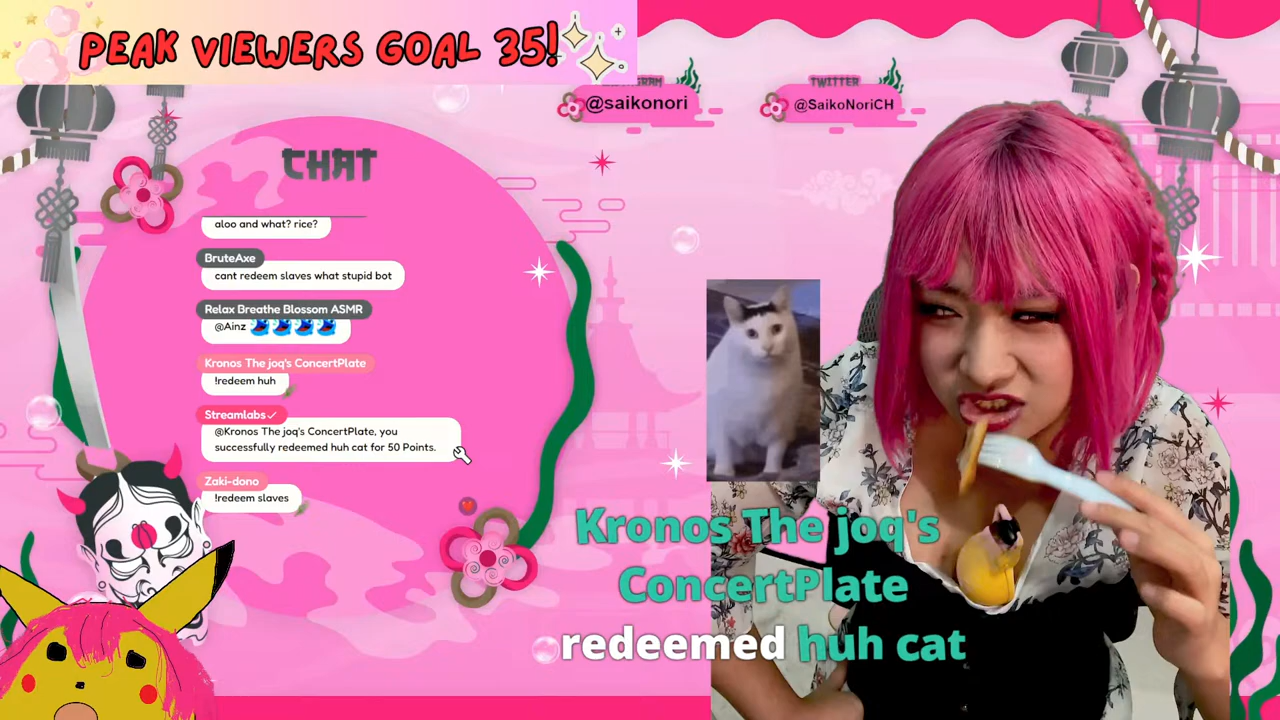 PEAK VIEWERS GOAL 35!
@saikonori
TWITTER
@SaikoNoriCH
CHAT
aloo and what? rice?
BruteAxe
cant redeem slaves what stupid bot
Relax Breathe Blossom ASMR
@Ainz
Kronos The joq's ConcertPlate
!redeem huh
Streamlabs
@Kronos The joq's ConcertPlate, you
successfully redeemed huh cat for 50 Points.
Zaki-dono
!redeem slaves
Kronos The joq's
ConcertPlate
redeemed huh cat